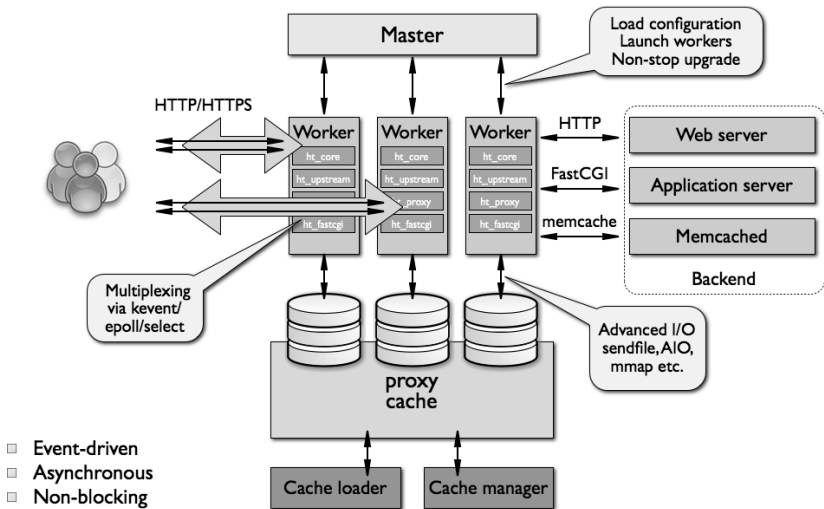 Master
Load configuration
Launch workers
Non-stop upgrade
HTTP/HTTPS
Worker
ht_core
ht_upstream
ht_fastcgi
Worker
ht_core
ht_upstream
ht_fastcgi
Worker
ht_core
ht_upstream
ht_proxy
ht_fastcgi
HTTP
FastCGI
memcache
Web server
Application server
Memcached
Backend
Multiplexing
via kevent/
epoll/select
Advanced I/O
sendfile, AIO,
mmap etc.
proxy
cache
Cache loader
Cache manager
Event-driven
Asynchronous
Non-blocking